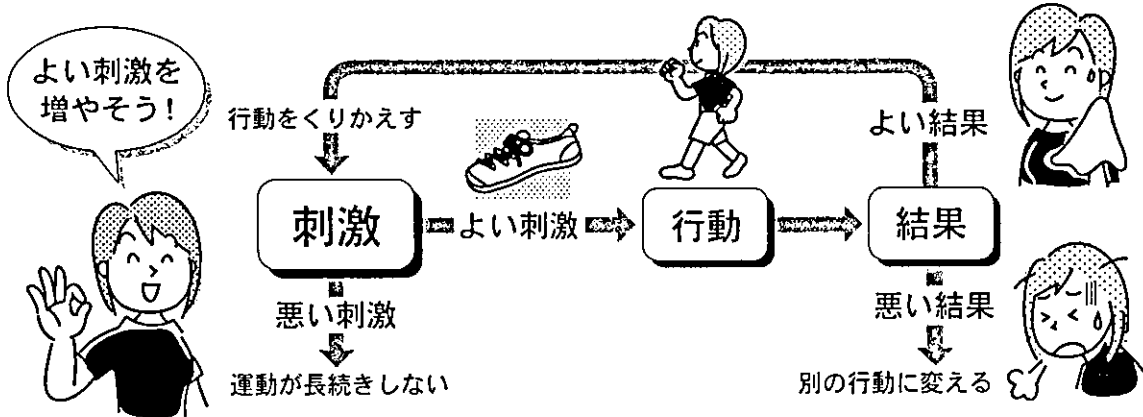 よい刺激を
増やそう!
行動をくりかえす
よい結果
刺激
よい刺激
行動
結果
悪い刺激
悪い結果
運動が長続きしない
別の行動に変える